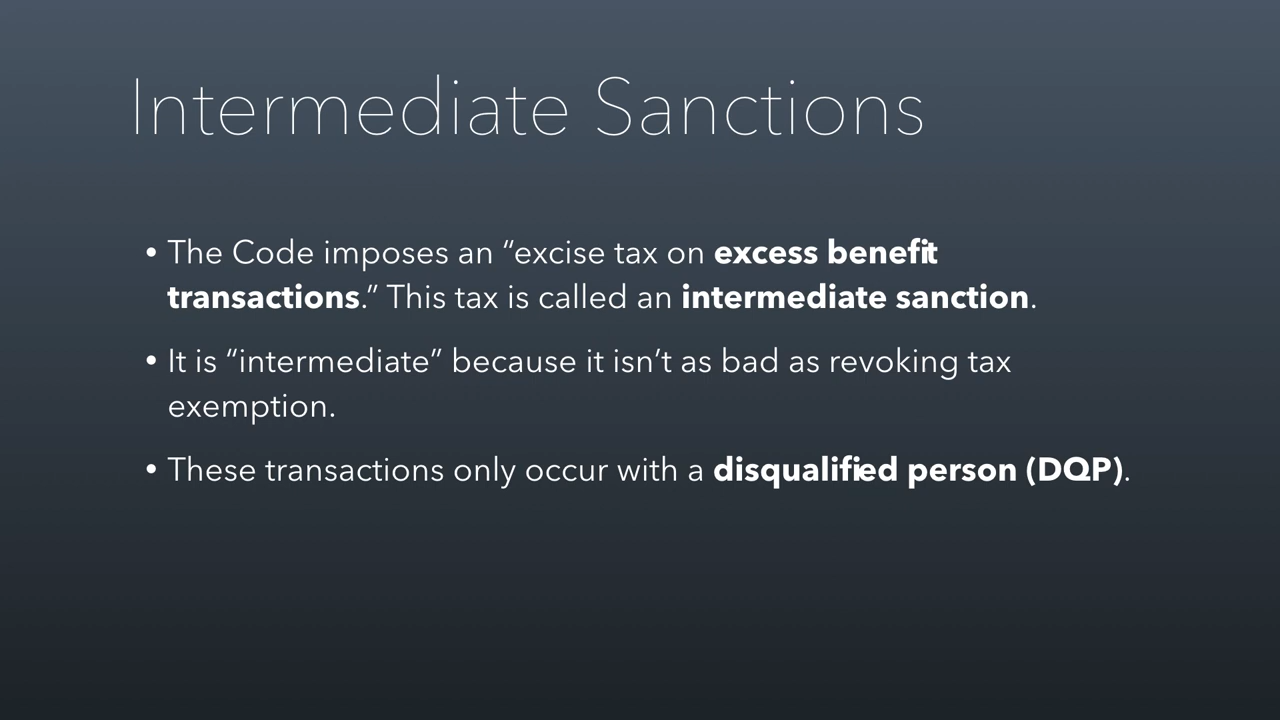 Intermediate Sanctions
• The Code imposes an “excise tax on excess benefit
transactions.” This tax is called an intermediate sanction.
• It is “intermediate” because it isn’t as bad as revoking tax
exemption.
• These transactions only occur with a disqualified person (DQP).